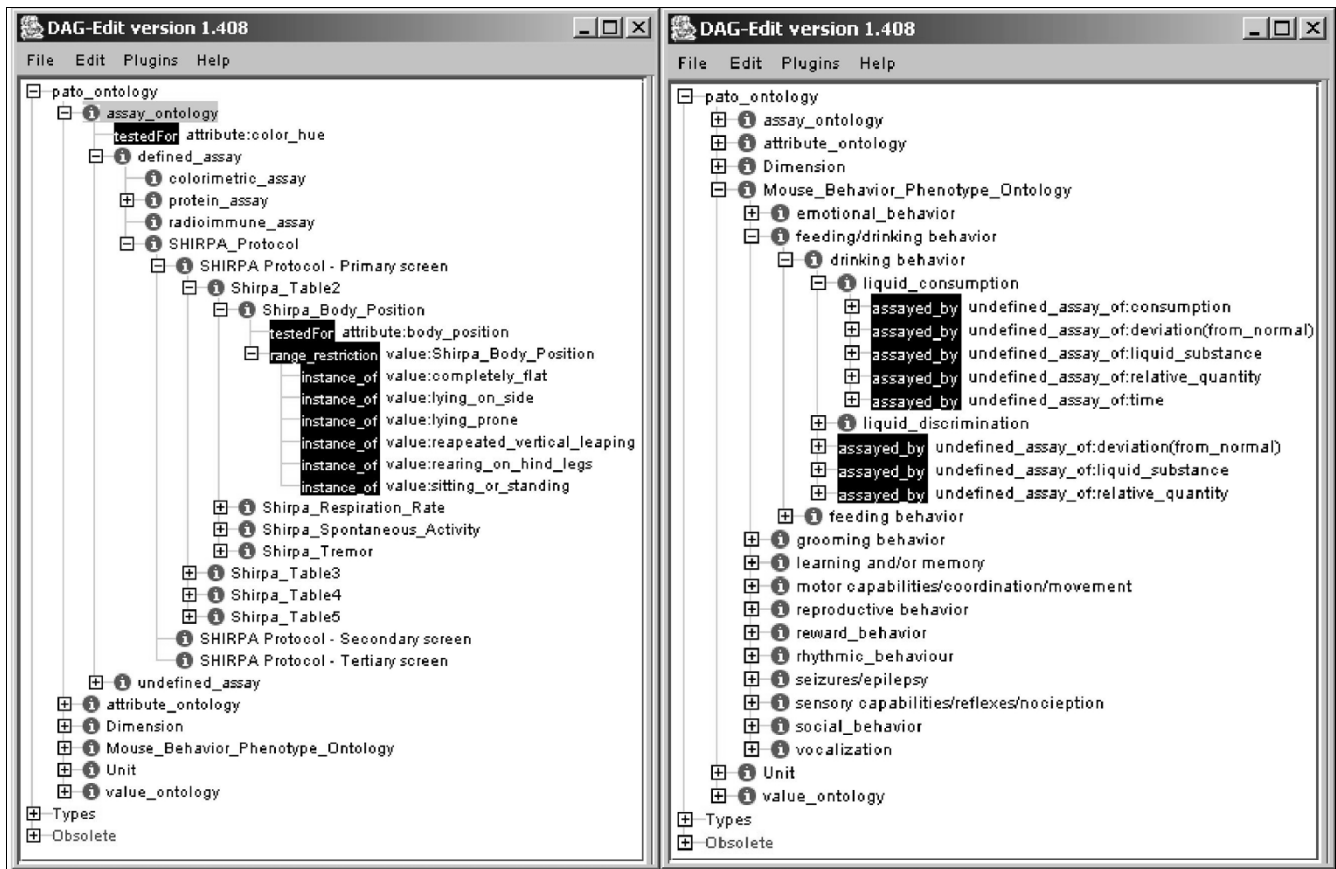 DAG-Edit version 1.408
File Edit Plugins Help
pato_ontology
assay_ontology
testedFor attribute:color_hue
defined_assay
colorimetric_assay
protein_assay
radioimmune_assay
SHIRPA_Protocol
SHIRPA Protocol - Primary screen
Shirpa_Table2
Shirpa_Body_Position
testedFor attribute:body_position
range_restriction value:Shirpa_Body_Position
instance_of value:completely_flat
instance_of value:lying_on_side
instance_of value:lying_prone
instance_of value:reapeated_vertical_leaping
instance_of value:rearing_on_hind_legs
instance_of value:sitting_or_standing
Shirpa_Respiration_Rate
Shirpa_Spontaneous_Activity
Shirpa_Tremor
Shirpa_Table3
Shirpa_Table4
Shirpa_Table5
SHIRPA Protocol - Secondary screen
SHIRPA Protocol - Tertiary screen
undefined_assay
attribute_ontology
Dimension
Mouse_Behavior_Phenotype_Ontology
Unit
value_ontology
Types
Obsolete
DAG-Edit version 1.408
File Edit Plugins Help
pato_ontology
assay_ontology
attribute_ontology
Dimension
Mouse_Behavior_Phenotype_Ontology
emotional_behavior
feeding/drinking behavior
drinking behavior
liquid_consumption
assayed_by undefined_assay_of:consumption
assayed_by undefined_assay_of:deviation(from_normal)
assayed_by undefined_assay_of:liquid_substance
assayed_by undefined_assay_of:relative_quantity
assayed_by undefined_assay_of:time
liquid_discrimination
assayed_by undefined_assay_of:deviation(from_normal)
assayed_by undefined_assay_of:liquid_substance
assayed_by undefined_assay_of:relative_quantity
feeding behavior
grooming behavior
learning and/or memory
motor capabilities/coordination/movement
reproductive behavior
reward_behavior
rhythmic_behaviour
seizures/epilepsy
sensory capabilities/reflexes/nocieption
social_behavior
vocalization
Unit
value_ontology
Types
Obsolete